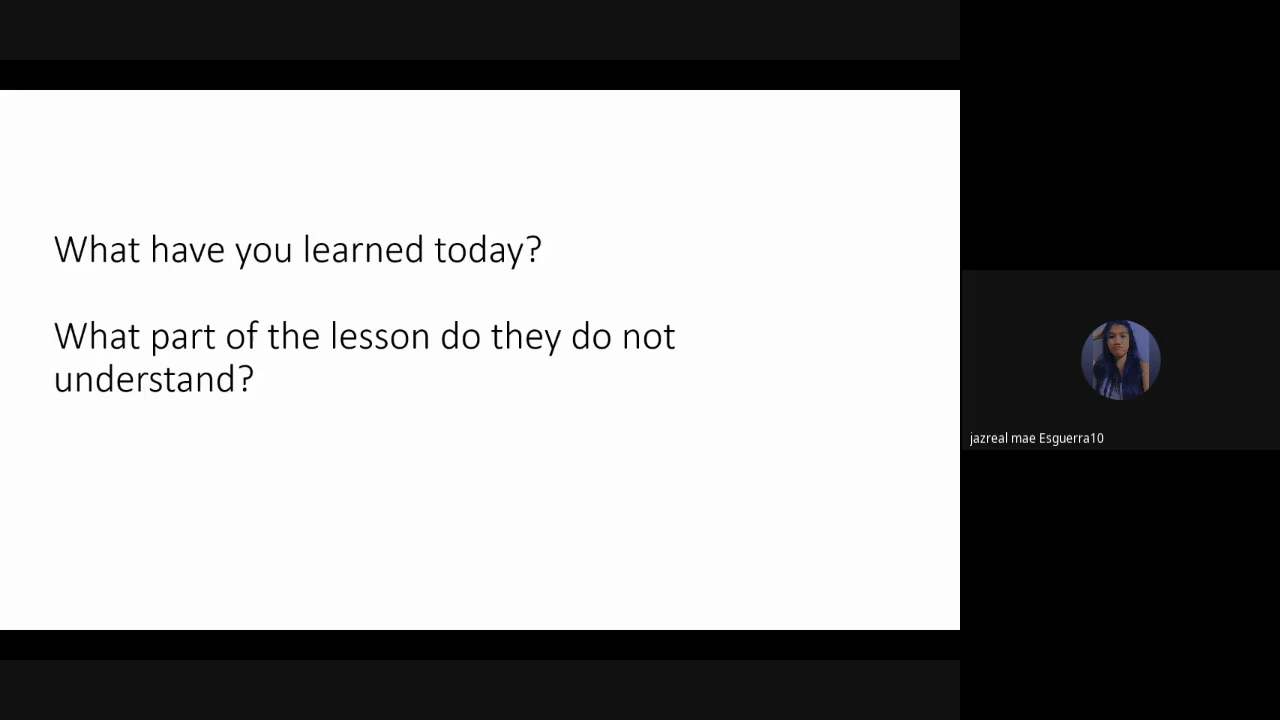 What have you learned today?
What part of the lesson do they do not
understand?
jazreal mae Esguerra10